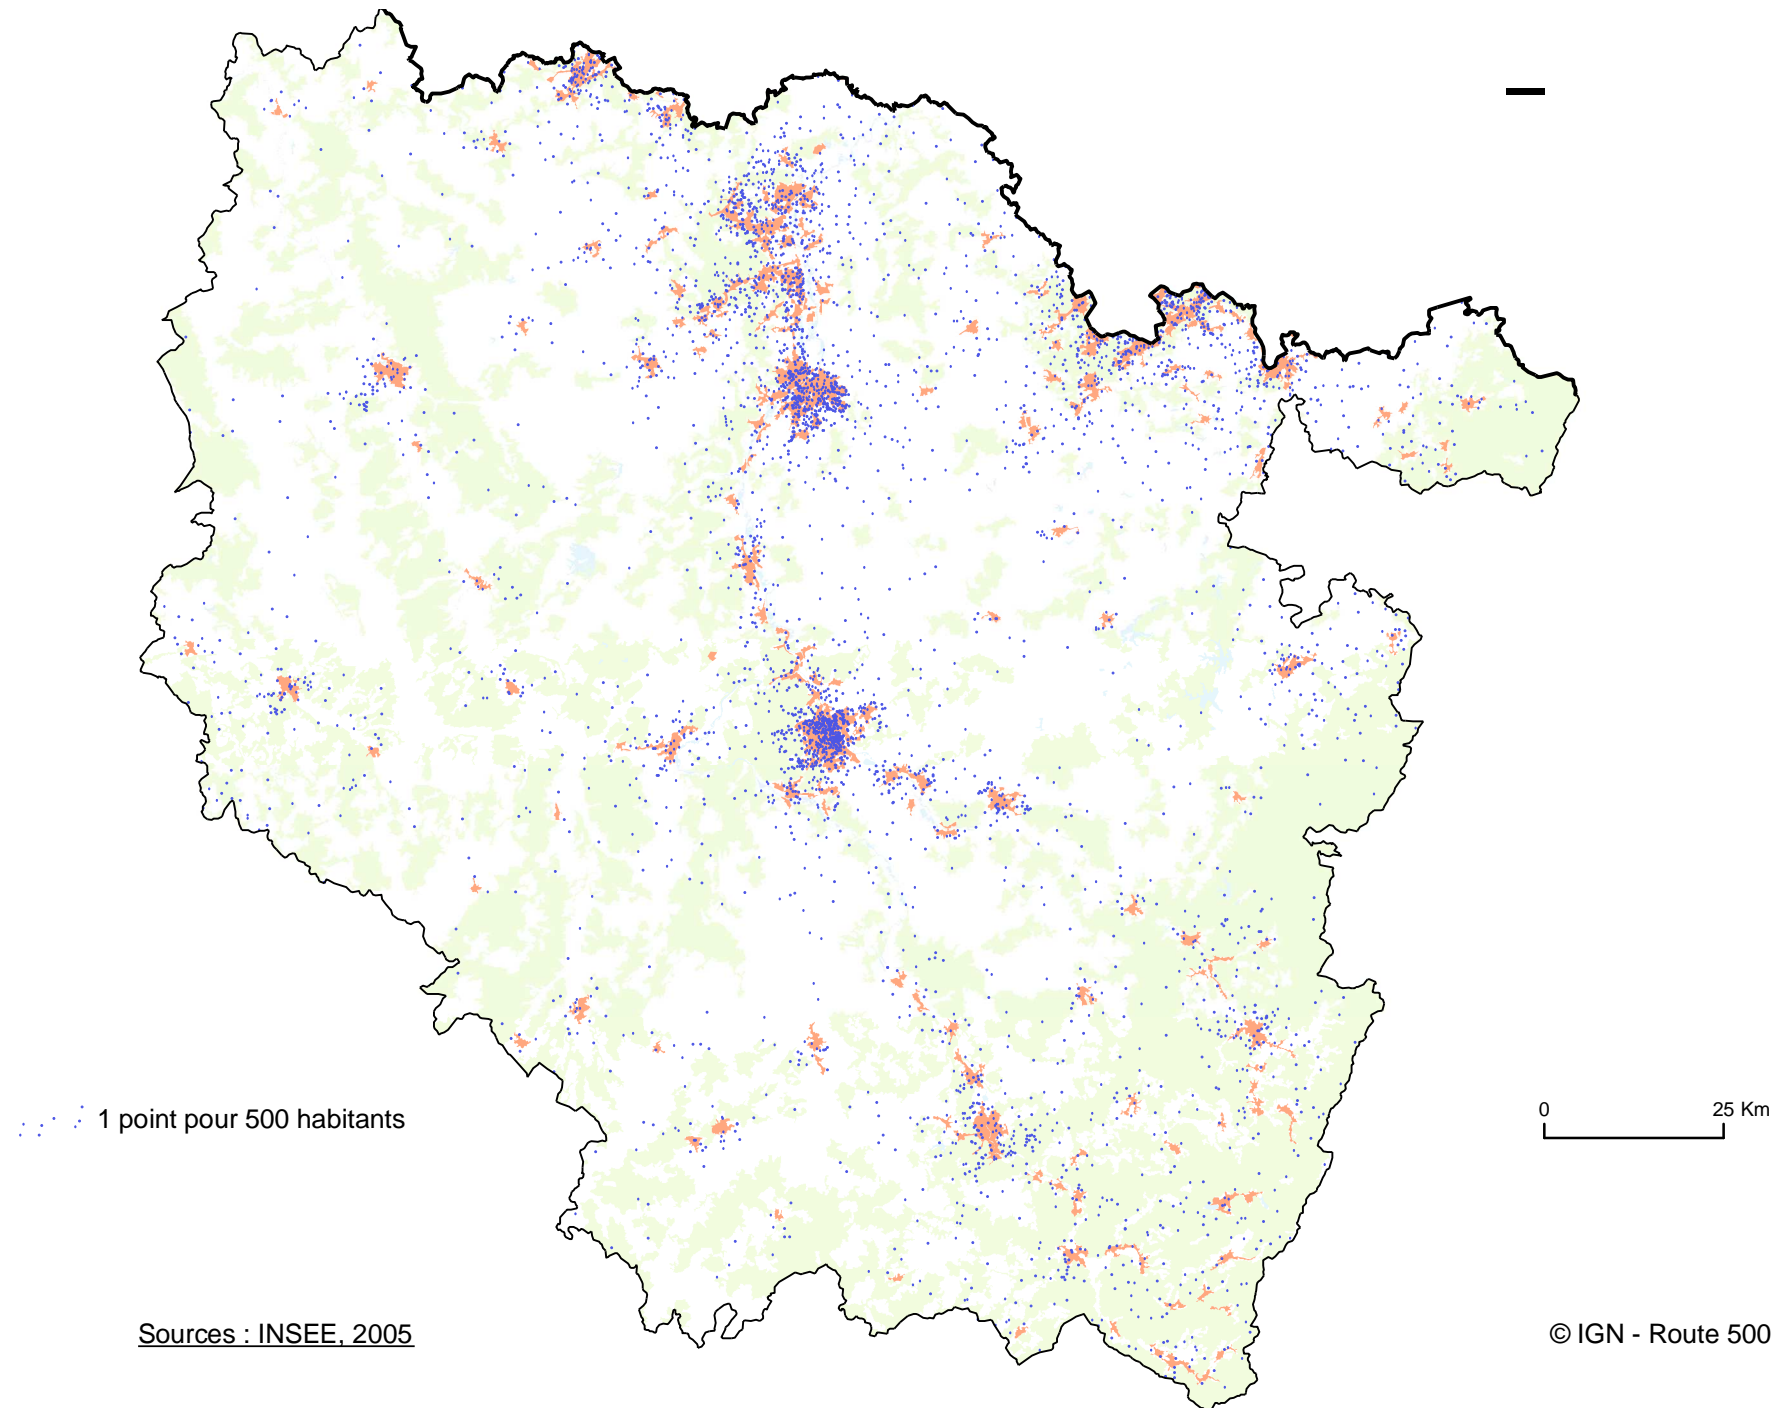 1 point pour 500 habitants
0 25 Km
Sources : INSEE, 2005
© IGN - Route 500